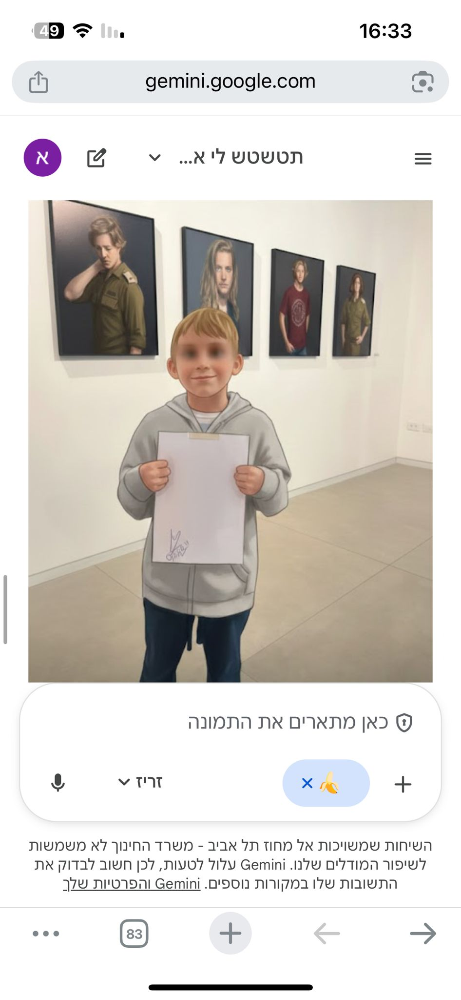 49
16:33
gemini.google.com
א
תטשטש לי א...
כאן מתארים את התמונה
זריז
השיחות שמשויכות אל מחוז תל אביב - משרד החינוך לא משמשות
לשיפור המודלים שלנו. Gemini עלול לטעות, לכן חשוב לבדוק את
התשובות שלו במקורות נוספים. Gemini והפרטיות שלך
83